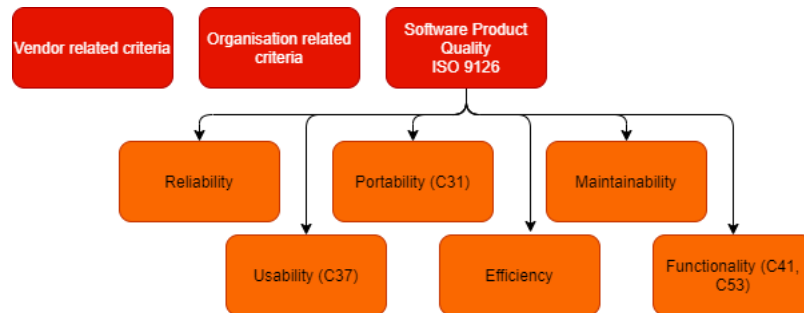 Vendor related criteria
Organisation related
criteria
Software Product
Quality
ISO 9126
Reliability
Portability (C31)
Maintainability
Usability (C37)
Efficiency
Functionality (C41,
C53)